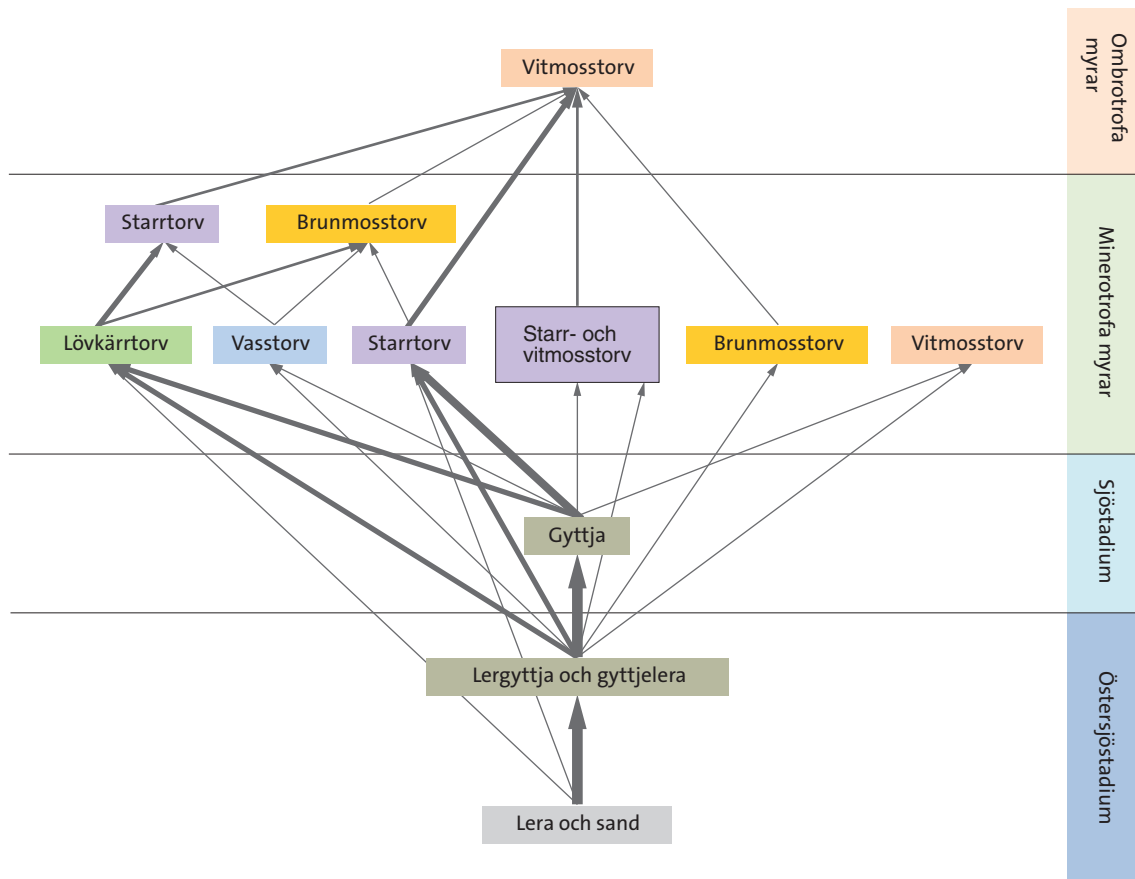 Vitmosstorv
Ombrotrofa
myrar
Starrtorv
Brunmosstorv
Lövkärrtorv
Vasstorv
Starrtorv
Starr- och
vitmosstorv
Brunmosstorv
Vitmosstorv
Minerotrofa myrar
Gyttja
Sjöstadium
Lergyttja och gyttjelera
Lera och sand
Östersjöstadium